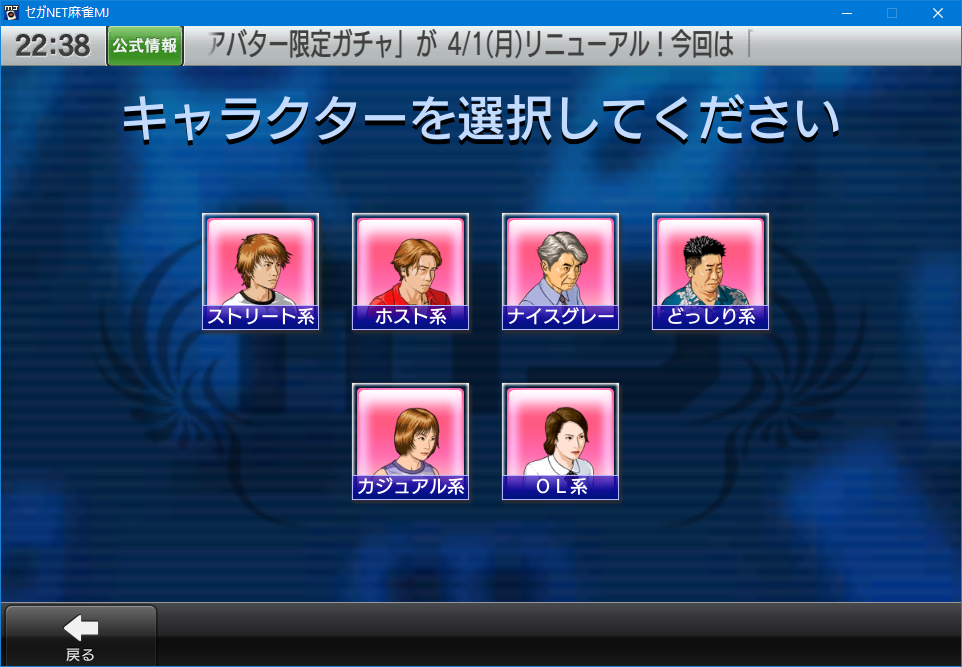 セガNET麻雀MJ
22:38 公式情報 アバター限定ガチャ」が 4/1(月)リニューアル！今回は「
キャラクターを選択してください
ストリート系 ホスト系 ナイスグレー どっしり系
カジュアル系 ＯＬ系
戻る